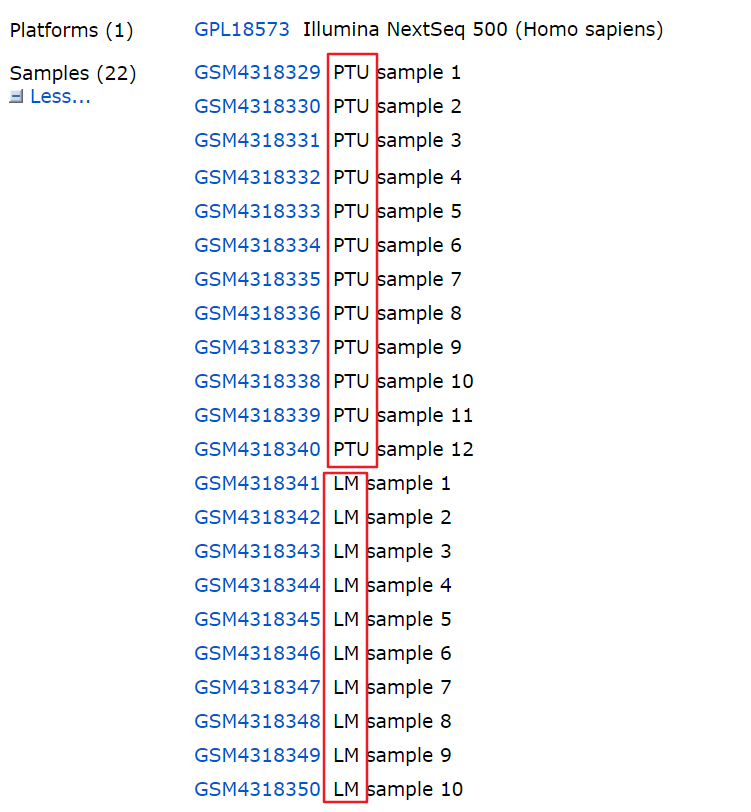 Platforms (1) GPL18573 Illumina NextSeq 500 (Homo sapiens)
Samples (22) GSM4318329 PTU sample 1
Less... GSM4318330 PTU sample 2
GSM4318331 PTU sample 3
GSM4318332 PTU sample 4
GSM4318333 PTU sample 5
GSM4318334 PTU sample 6
GSM4318335 PTU sample 7
GSM4318336 PTU sample 8
GSM4318337 PTU sample 9
GSM4318338 PTU sample 10
GSM4318339 PTU sample 11
GSM4318340 PTU sample 12
GSM4318341 LM sample 1
GSM4318342 LM sample 2
GSM4318343 LM sample 3
GSM4318344 LM sample 4
GSM4318345 LM sample 5
GSM4318346 LM sample 6
GSM4318347 LM sample 7
GSM4318348 LM sample 8
GSM4318349 LM sample 9
GSM4318350 LM sample 10